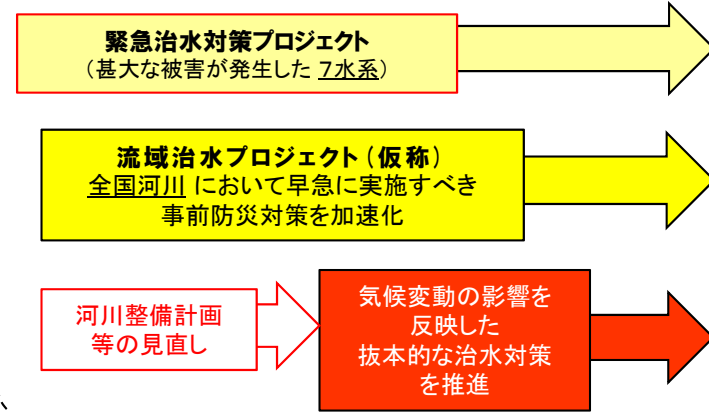 緊急治水対策プロジェクト
(甚大な被害が発生した 7水系)
流域治水プロジェクト(仮称)
全国河川 において早急に実施すべき
事前防災対策を加速化
河川整備計画
等の見直し
気候変動の影響を
反映した
抜本的な治水対策
を推進
、